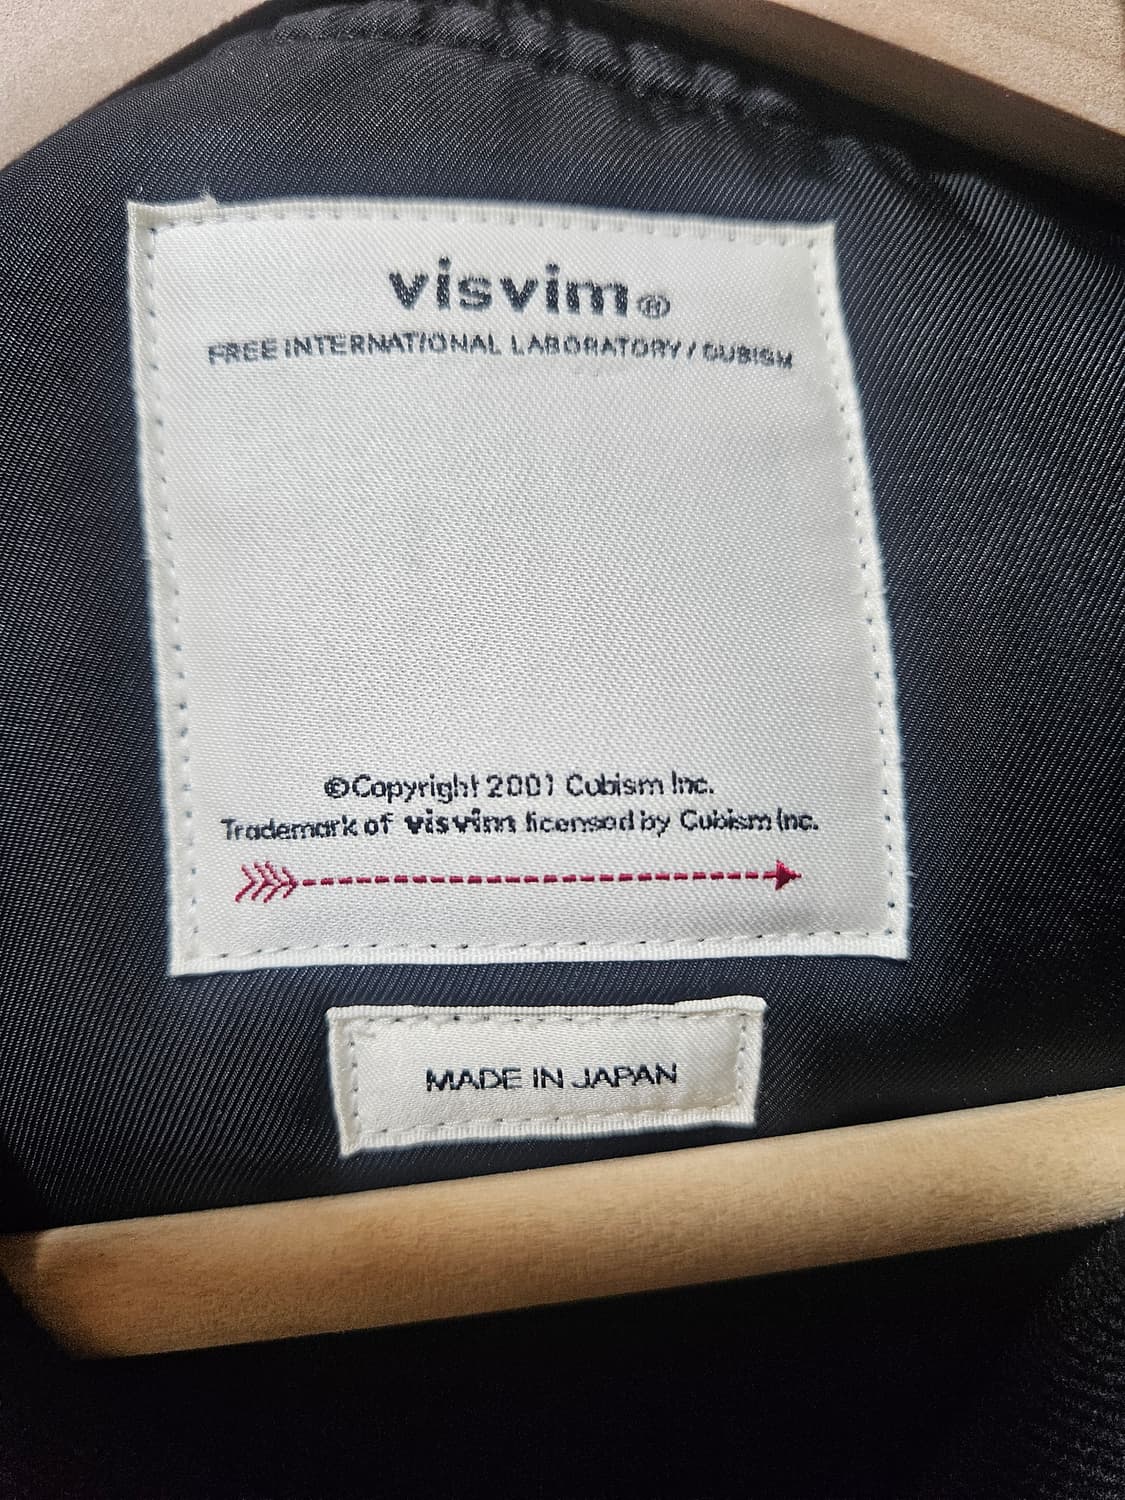 visvim®
FREE INTERNATIONAL LABORATORY / CUBISM
©Copyright 2001 Cubism Inc.
Trademark of visvim licensed by Cubism Inc.
MADE IN JAPAN